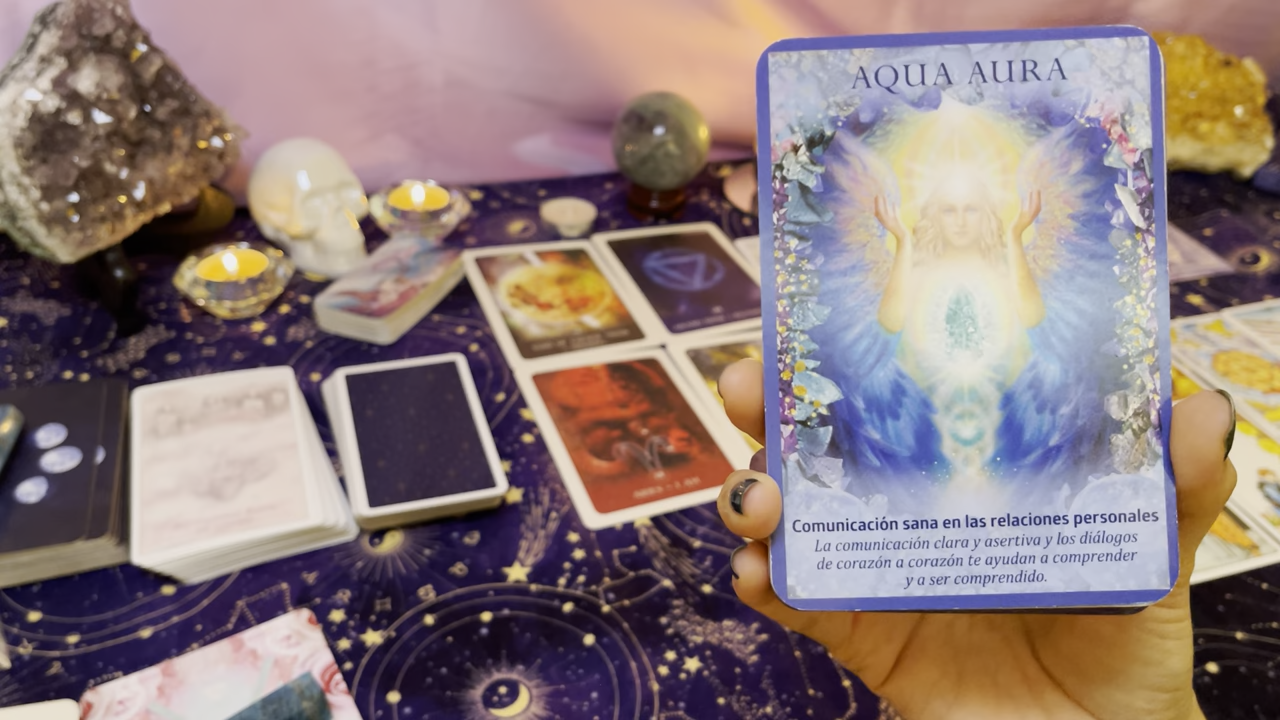 AQUA AURA
Comunicación sana en las relaciones personales
La comunicación clara y asertiva y los diálogos
de corazón a corazón te ayudan a comprender
y a ser comprendido.